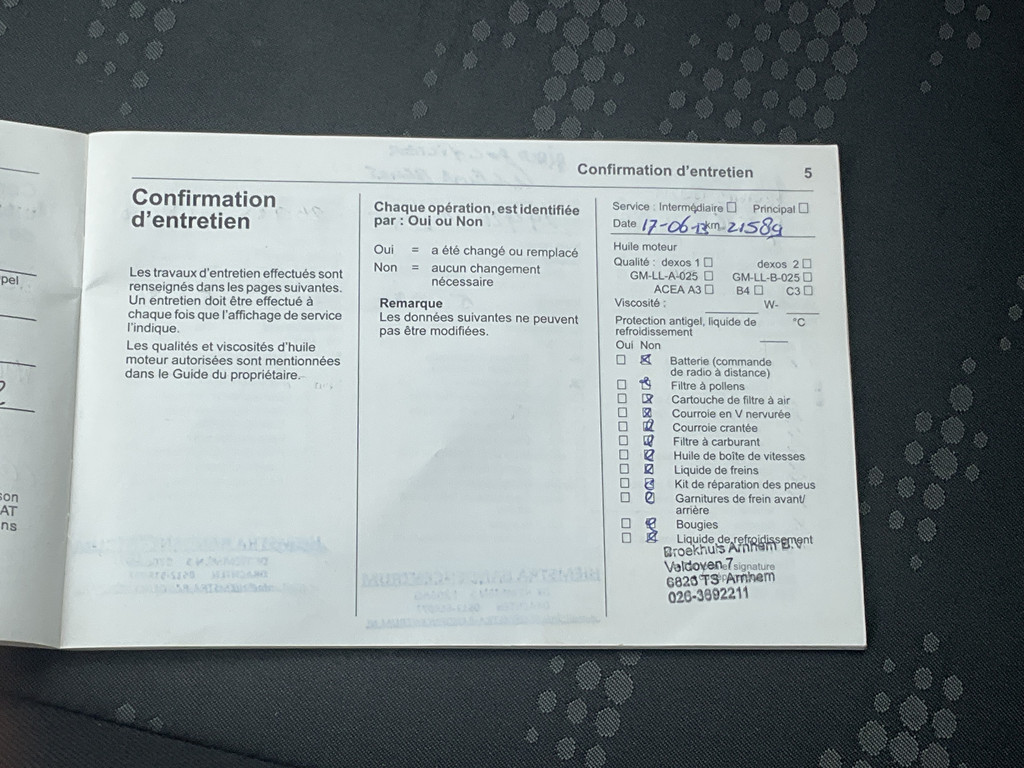 Confirmation d'entretien 5
Confirmation
d'entretien
Les travaux d'entretien effectués sont
renseignés dans les pages suivantes.
Un entretien doit être effectué à
chaque fois que l'affichage de service
l'indique.
Les qualités et viscosités d'huile
moteur autorisées sont mentionnées
dans le Guide du propriétaire.
Chaque opération, est identifiée
par : Oui ou Non
Oui = a été changé ou remplacé
Non = aucun changement
nécessaire
Remarque
Les données suivantes ne peuvent
pas être modifiées.
Service : Intermédiaire ☐ Principal ☐
Date 17-06-13 km 21589
Huile moteur
Qualité : dexos 1 ☐ dexos 2 ☐
GM-LL-A-025 ☐ GM-LL-B-025 ☐
ACEA A3 ☐ B4 ☐ C3 ☐
Viscosité : W-
Protection antigel, liquide de °C
refroidissement
Oui Non
☐ ☒ Batterie (commande
de radio à distance)
☐ ☒ Filtre à pollens
☐ ☒ Cartouche de filtre à air
☐ ☒ Courroie en V nervurée
☐ ☒ Courroie crantée
☐ ☒ Filtre à carburant
☐ ☒ Huile de boîte de vitesses
☐ ☒ Liquide de freins
☐ ☒ Kit de réparation des pneus
☐ ☒ Garnitures de frein avant/
arrière
☐ ☒ Bougies
☐ ☒ Liquide de refroidissement
Broekhuis Arnhem B.V.
Veldoven 7
signature
6826 TS Arnhem
026-3692211
pel
son
AT
ns